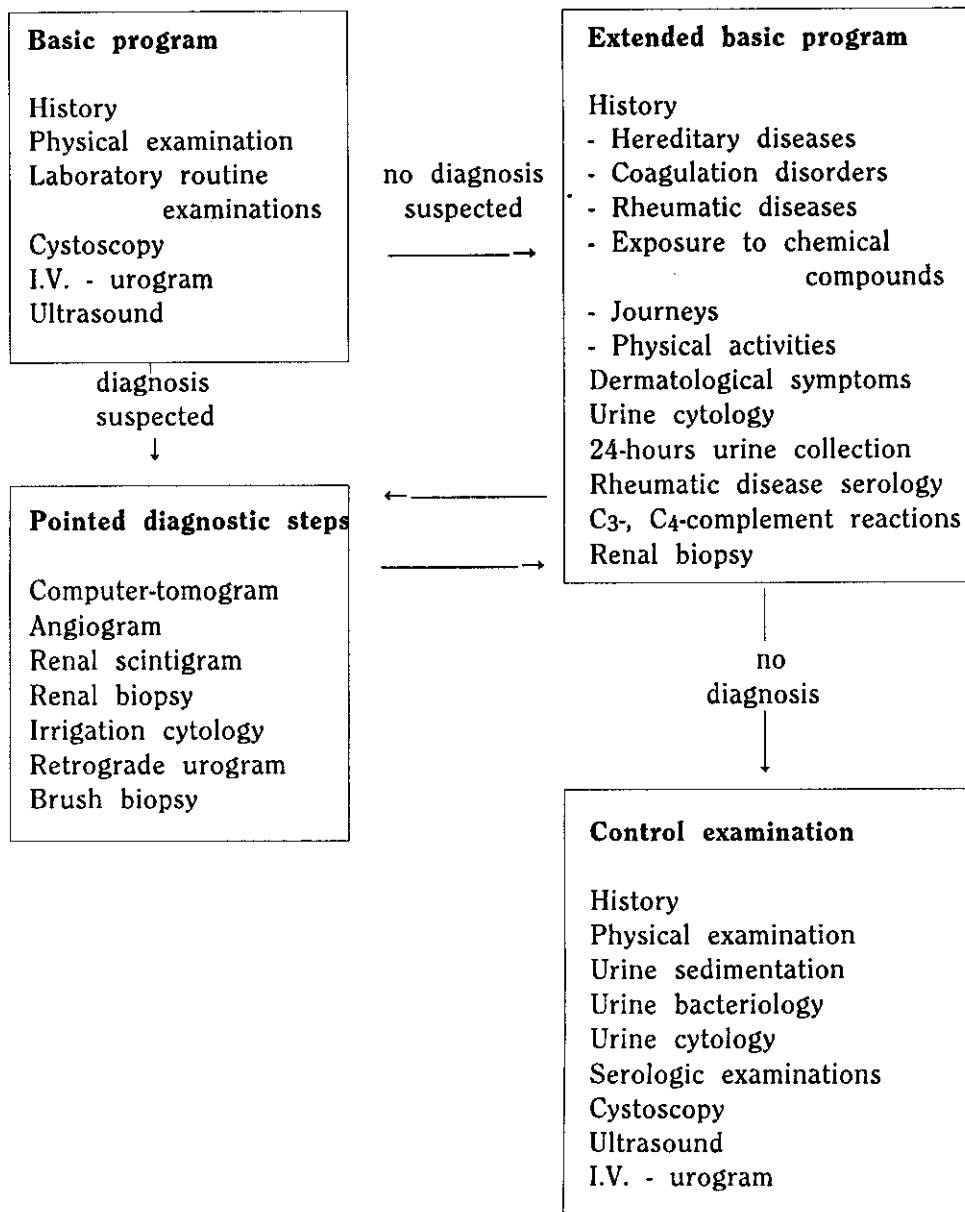 Basic program
History
Physical examination
Laboratory routine
examinations
Cystoscopy
I.V. - urogram
Ultrasound
no diagnosis
suspected
Extended basic program
History
- Hereditary diseases
- Coagulation disorders
- Rheumatic diseases
- Exposure to chemical
compounds
- Journeys
- Physical activities
Dermatological symptoms
Urine cytology
24-hours urine collection
Rheumatic disease serology
C3-, C4-complement reactions
Renal biopsy
diagnosis
suspected
Pointed diagnostic steps
Computer-tomogram
Angiogram
Renal scintigram
Renal biopsy
Irrigation cytology
Retrograde urogram
Brush biopsy
no
diagnosis
Control examination
History
Physical examination
Urine sedimentation
Urine bacteriology
Urine cytology
Serologic examinations
Cystoscopy
Ultrasound
I.V. - urogram